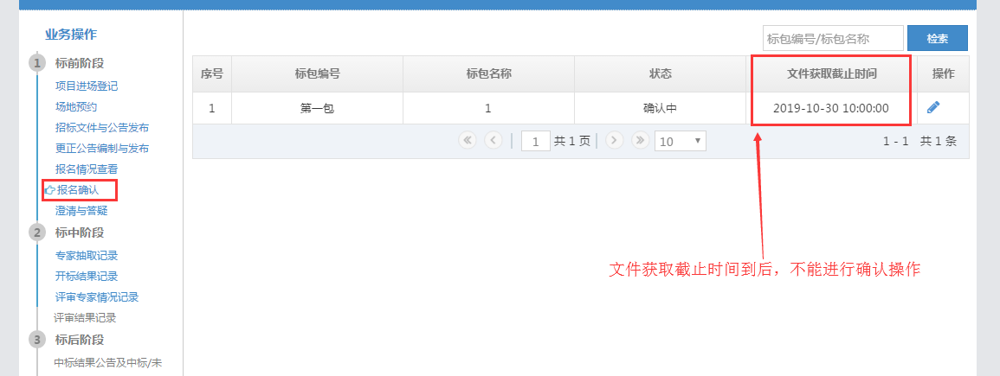 业务操作
1 标前阶段
项目进场登记
场地预约
招标文件与公告发布
更正公告编制与发布
报名情况查看
报名确认
澄清与答疑
2 标中阶段
专家抽取记录
开标结果记录
评审专家情况记录
评审结果记录
3 标后阶段
中标结果公告及中标/未
标包编号/标包名称 检索
序号 标包编号 标包名称 状态 文件获取截止时间 操作
1 第一包 1 确认中 2019-10-30 10:00:00
1 共 1 页 10 1 - 1 共 1 条
文件获取截止时间到后，不能进行确认操作